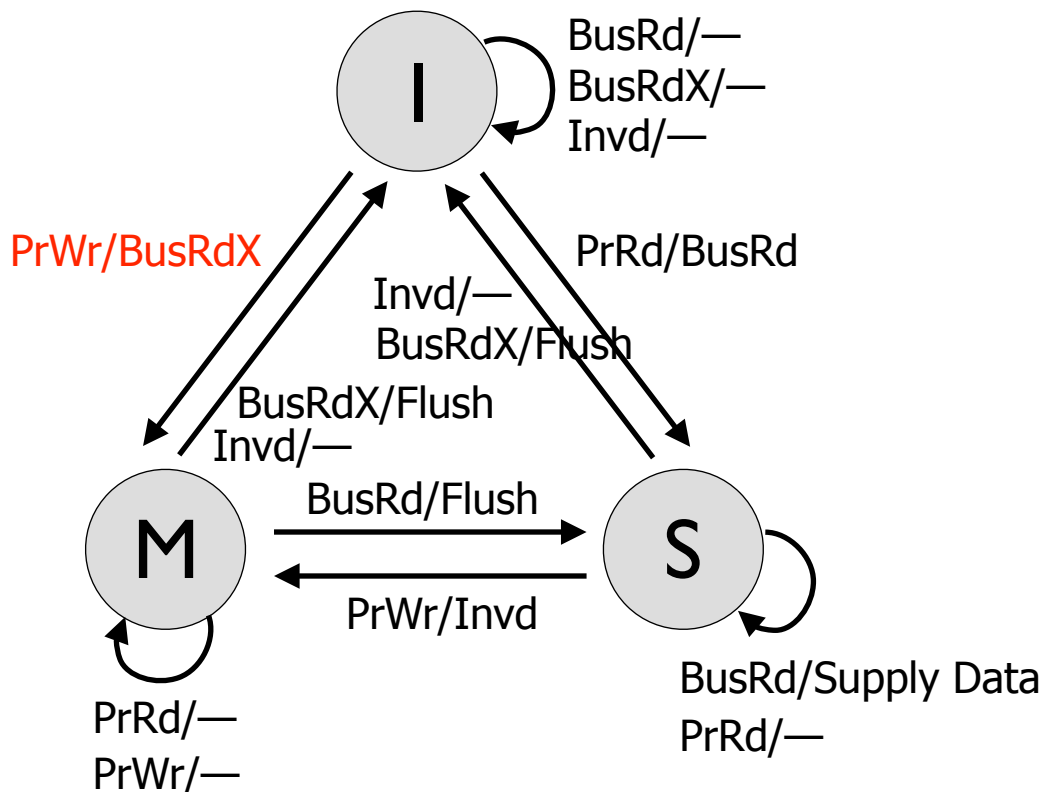 I
BusRd/—
BusRdX/—
Invd/—
PrWr/BusRdX
PrRd/BusRd
Invd/—
BusRdX/Flush
BusRdX/Flush
Invd/—
BusRd/Flush
M
S
PrWr/Invd
PrRd/—
PrWr/—
BusRd/Supply Data
PrRd/—